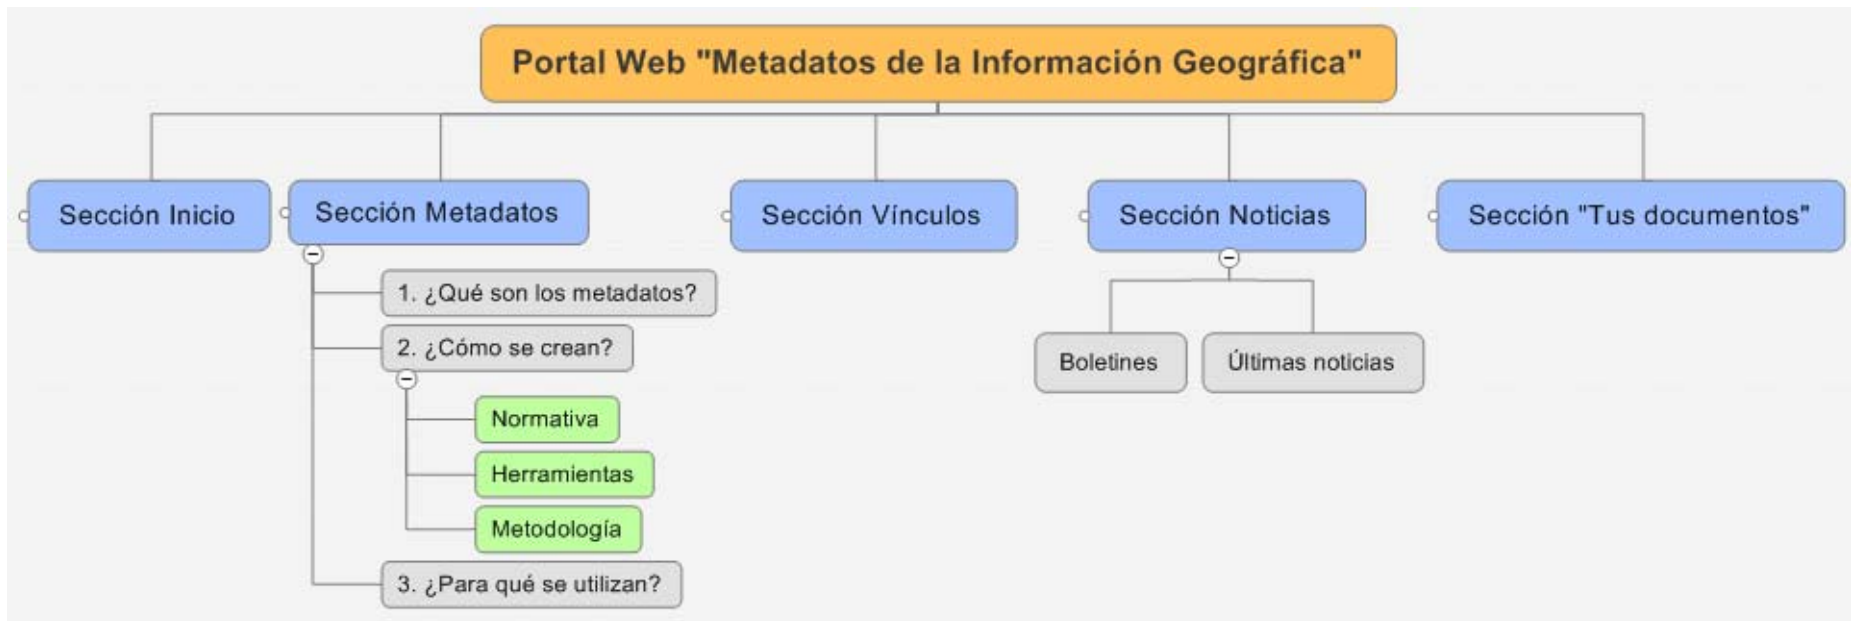 Portal Web "Metadatos de la Información Geográfica"
Sección Inicio
Sección Metadatos
Sección Vínculos
Sección Noticias
Sección "Tus documentos"
1. ¿Qué son los metadatos?
2. ¿Cómo se crean?
Normativa
Herramientas
Metodología
3. ¿Para qué se utilizan?
Boletines
Últimas noticias